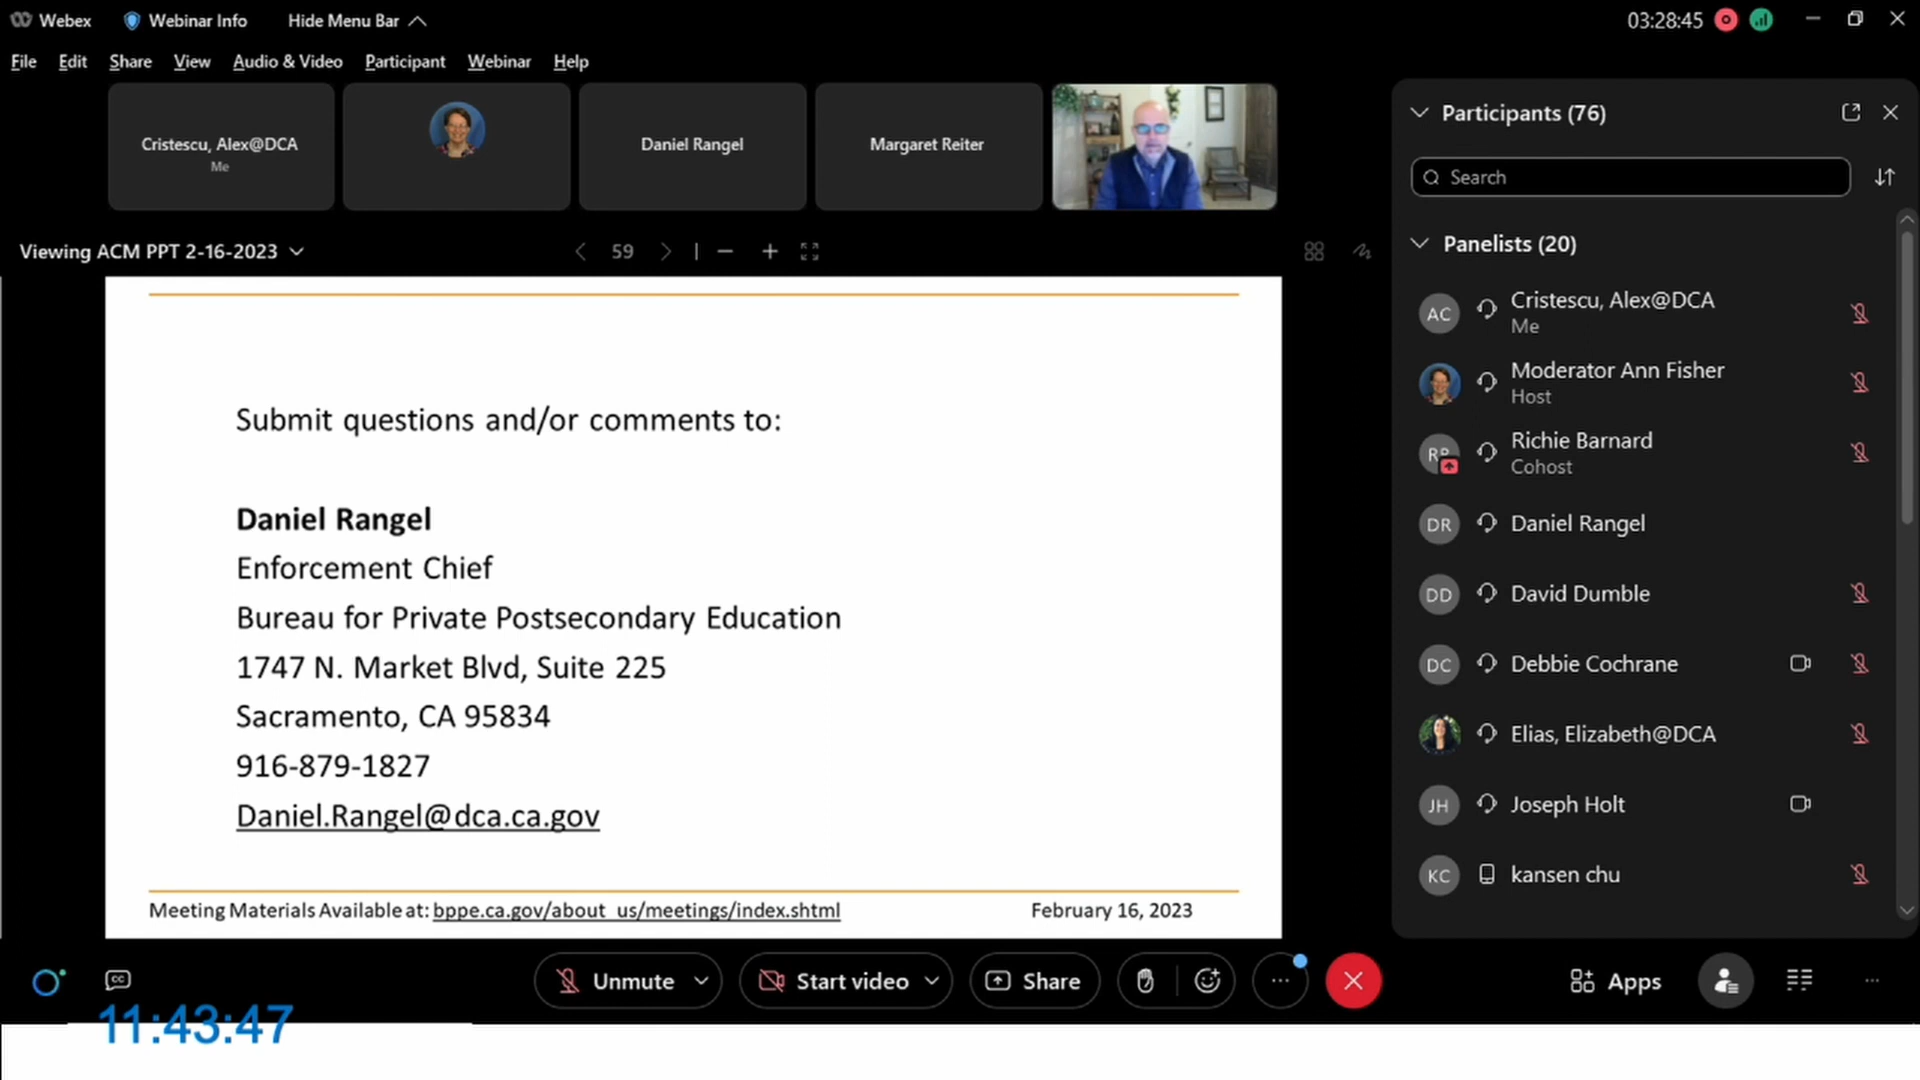 Webex
Webinar Info
Hide Menu Bar
03:28:45
File Edit Share View Audio & Video Participant Webinar Help
Cristescu, Alex@DCA
Me
Daniel Rangel
Margaret Reiter
Viewing ACM PPT 2-16-2023
59
Submit questions and/or comments to:
Daniel Rangel
Enforcement Chief
Bureau for Private Postsecondary Education
1747 N. Market Blvd, Suite 225
Sacramento, CA 95834
916-879-1827
Daniel.Rangel@dca.ca.gov
Meeting Materials Available at: bppe.ca.gov/about_us/meetings/index.shtml
February 16, 2023
Participants (76)
Search
Panelists (20)
AC
Cristescu, Alex@DCA
Me
Moderator Ann Fisher
Host
Richie Barnard
Cohost
DR
Daniel Rangel
DD
David Dumble
DC
Debbie Cochrane
Elias, Elizabeth@DCA
JH
Joseph Holt
KC
kansen chu
CC
Unmute
Start video
Share
Apps
11:43:47